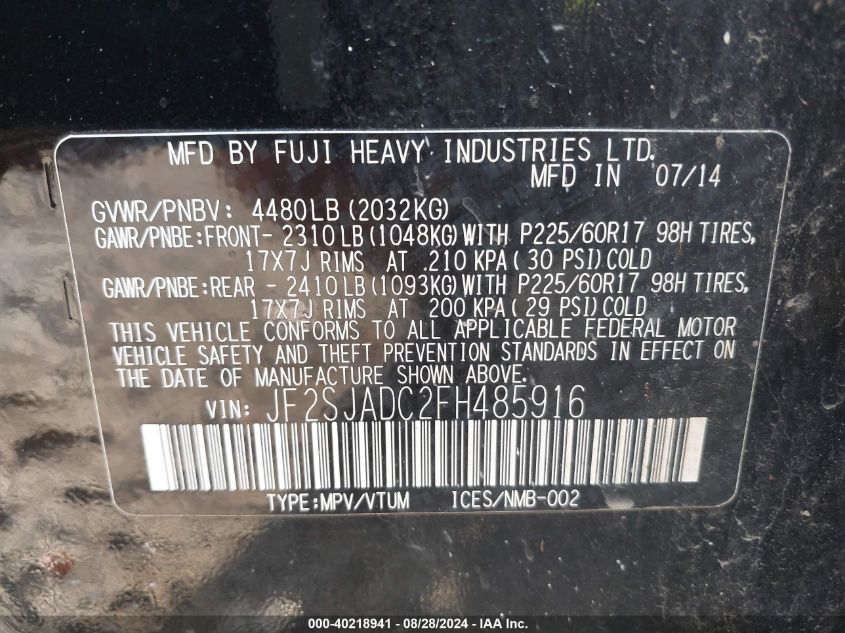 MFD BY FUJI HEAVY INDUSTRIES LTD.
MFD IN 07/14
GVWR/PNBV: 4480LB (2032KG)
GAWR/PNBE:FRONT- 2310LB (1048KG) WITH P225/60R17 98H TIRES,
17X7J RIMS AT 210 KPA( 30 PSI) COLD
GAWR/PNBE:REAR - 2410LB (1093KG) WITH P225/60R17 98H TIRES,
17X7J RIMS AT 200 KPA( 29 PSI) COLD
THIS VEHICLE CONFORMS TO ALL APPLICABLE FEDERAL MOTOR
VEHICLE SAFETY AND THEFT PREVENTION STANDARDS IN EFFECT ON
THE DATE OF MANUFACTURE SHOWN ABOVE.
VIN: JF2SJADC2FH485916
TYPE:MPV/VTUM ICES/NMB-002
000-40218941 - 08/28/2024 - IAA Inc.